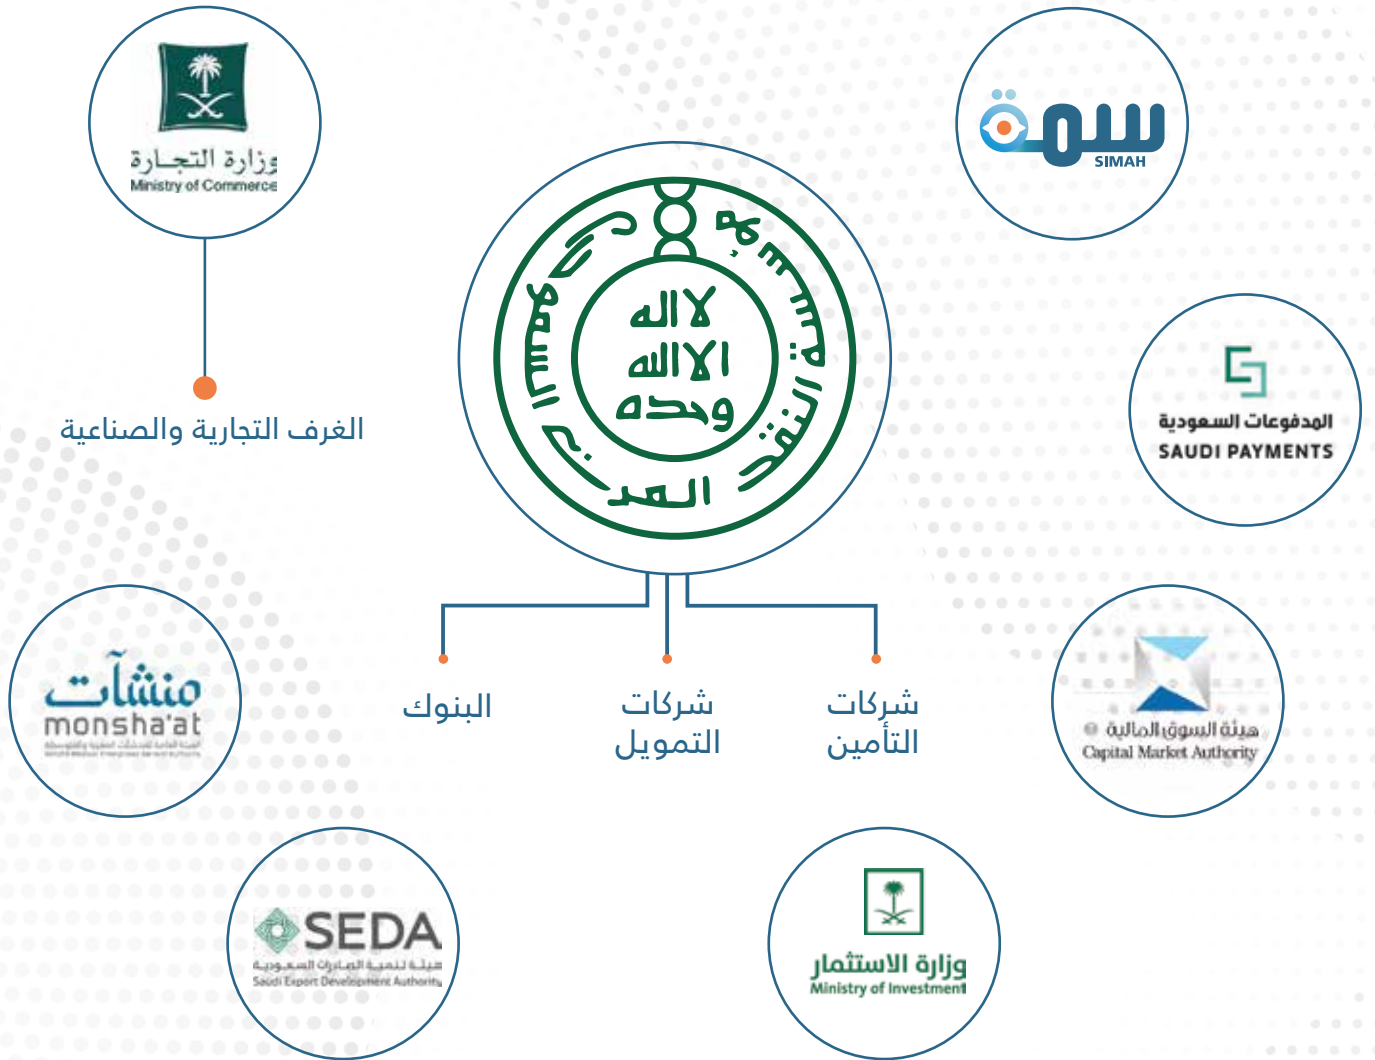 وزارة التجارة
Ministry of Commerce
الغرف التجارية والصناعية
سمة
SIMAH
مؤسسة النقد العربي السعودي
لا اله
الا الله
وحده
المدفوعات السعودية
SAUDI PAYMENTS
البنوك
شركات
التمويل
شركات
التأمين
منشآت
monsha'at
هيئة السوق المالية
Capital Market Authority
SEDA
هيئة تنمية الصادرات السعودية
Saudi Export Development Authority
وزارة الاستثمار
Ministry of Investment